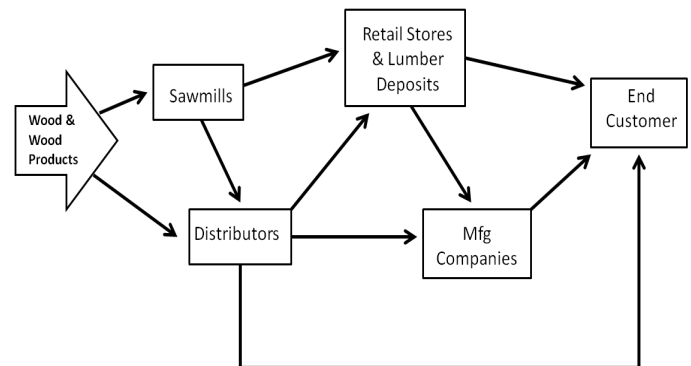 Wood &
Wood
Products
Sawmills
Retail Stores
& Lumber
Deposits
End
Customer
Distributors
Mfg
Companies